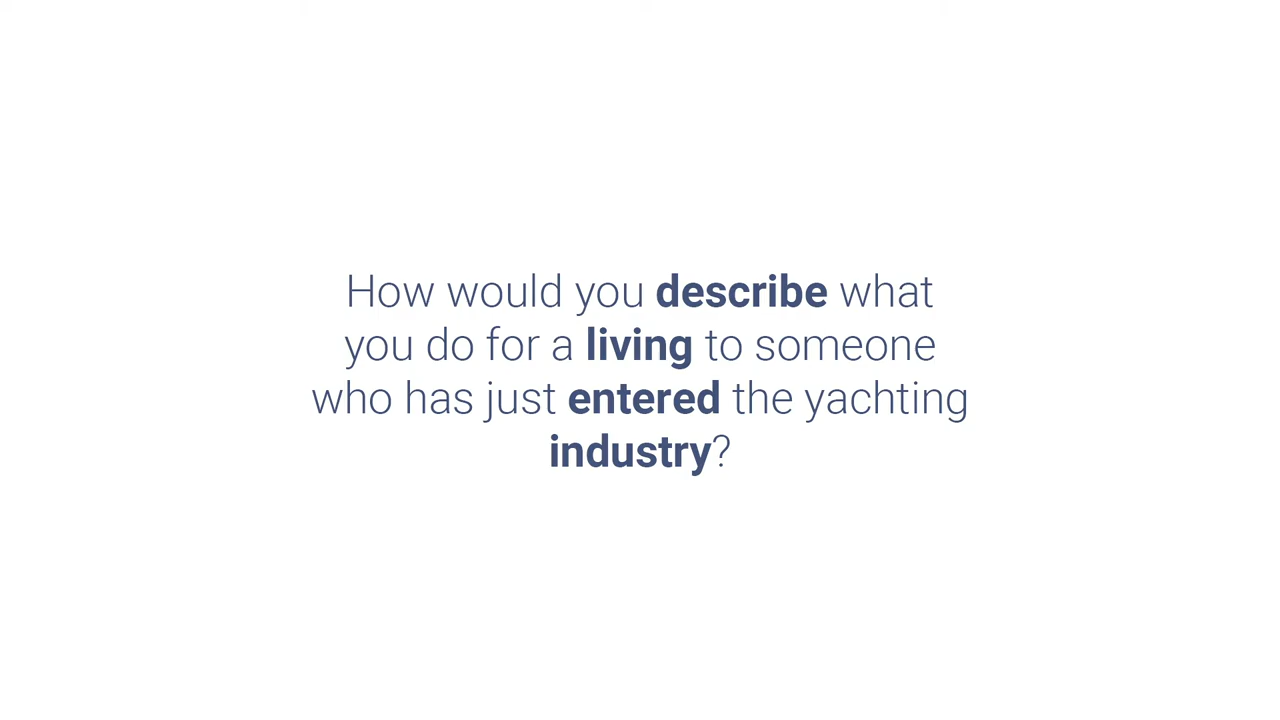 How would you describe what
you do for a living to someone
who has just entered the yachting
industry?